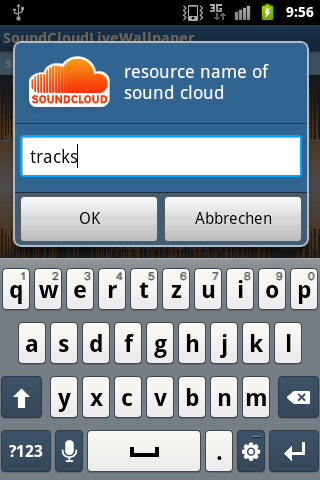 3G
9:56
SoundCloudLiveWallpaper
SOUNDCLOUD
resource name of
sound cloud
tracks
OK
Abbrechen
1 2 3 4 5 6 7 8 9 0
q w e r t z u i o p
a s d f g h j k l
y x c v b n m
?123 .